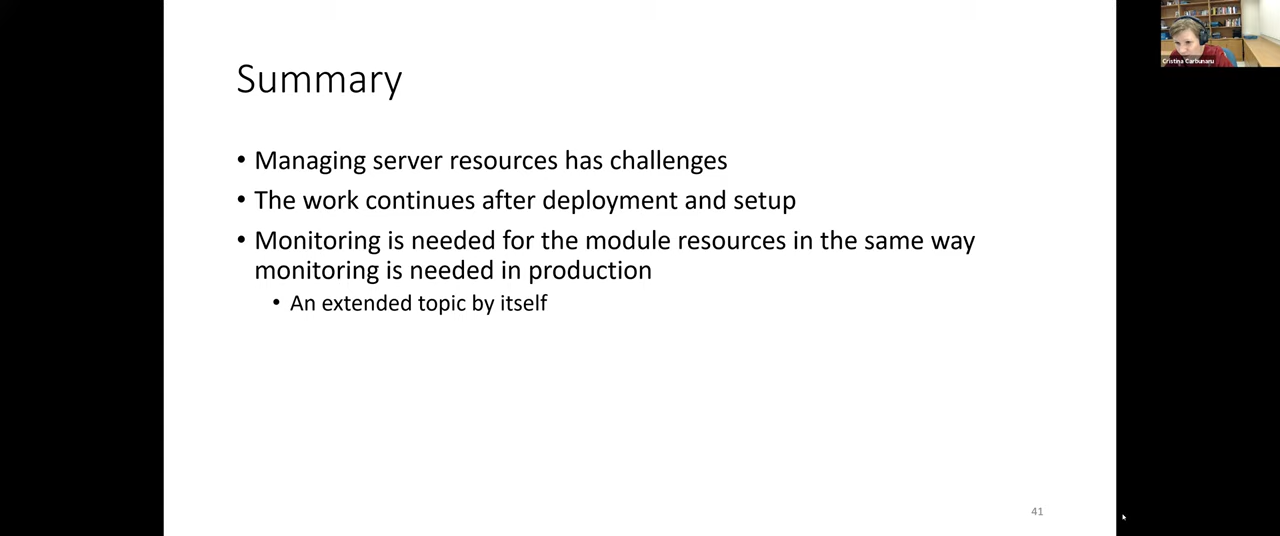 Summary
• Managing server resources has challenges
• The work continues after deployment and setup
• Monitoring is needed for the module resources in the same way
monitoring is needed in production
• An extended topic by itself
41
Cristina Carbunaru